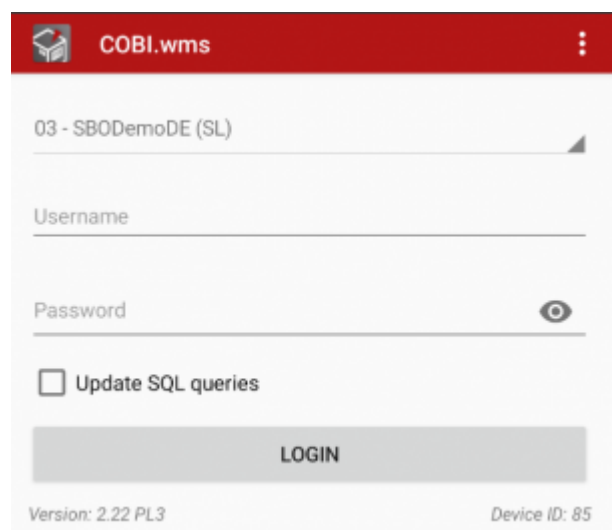 COBI.wms
03 - SBODemoDE (SL)
Username
Password
Update SQL queries
LOGIN
Version: 2.22 PL3
Device ID: 85